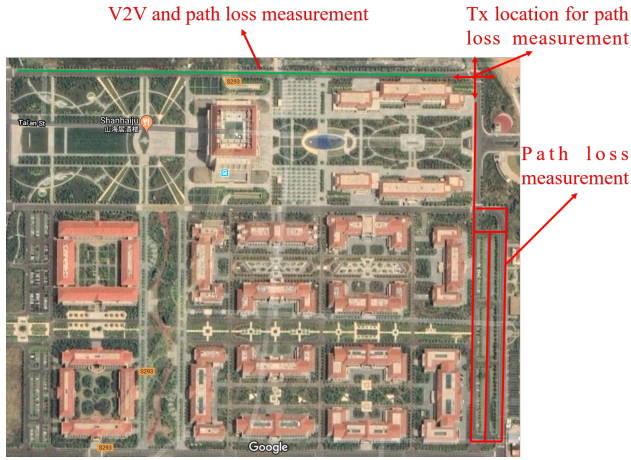 V2V and path loss measurement
Tx location for path
loss measurement
S293
Shanhaiju
山海居酒楼
Tai'an St
Path loss
measurement
S293
S293
Google